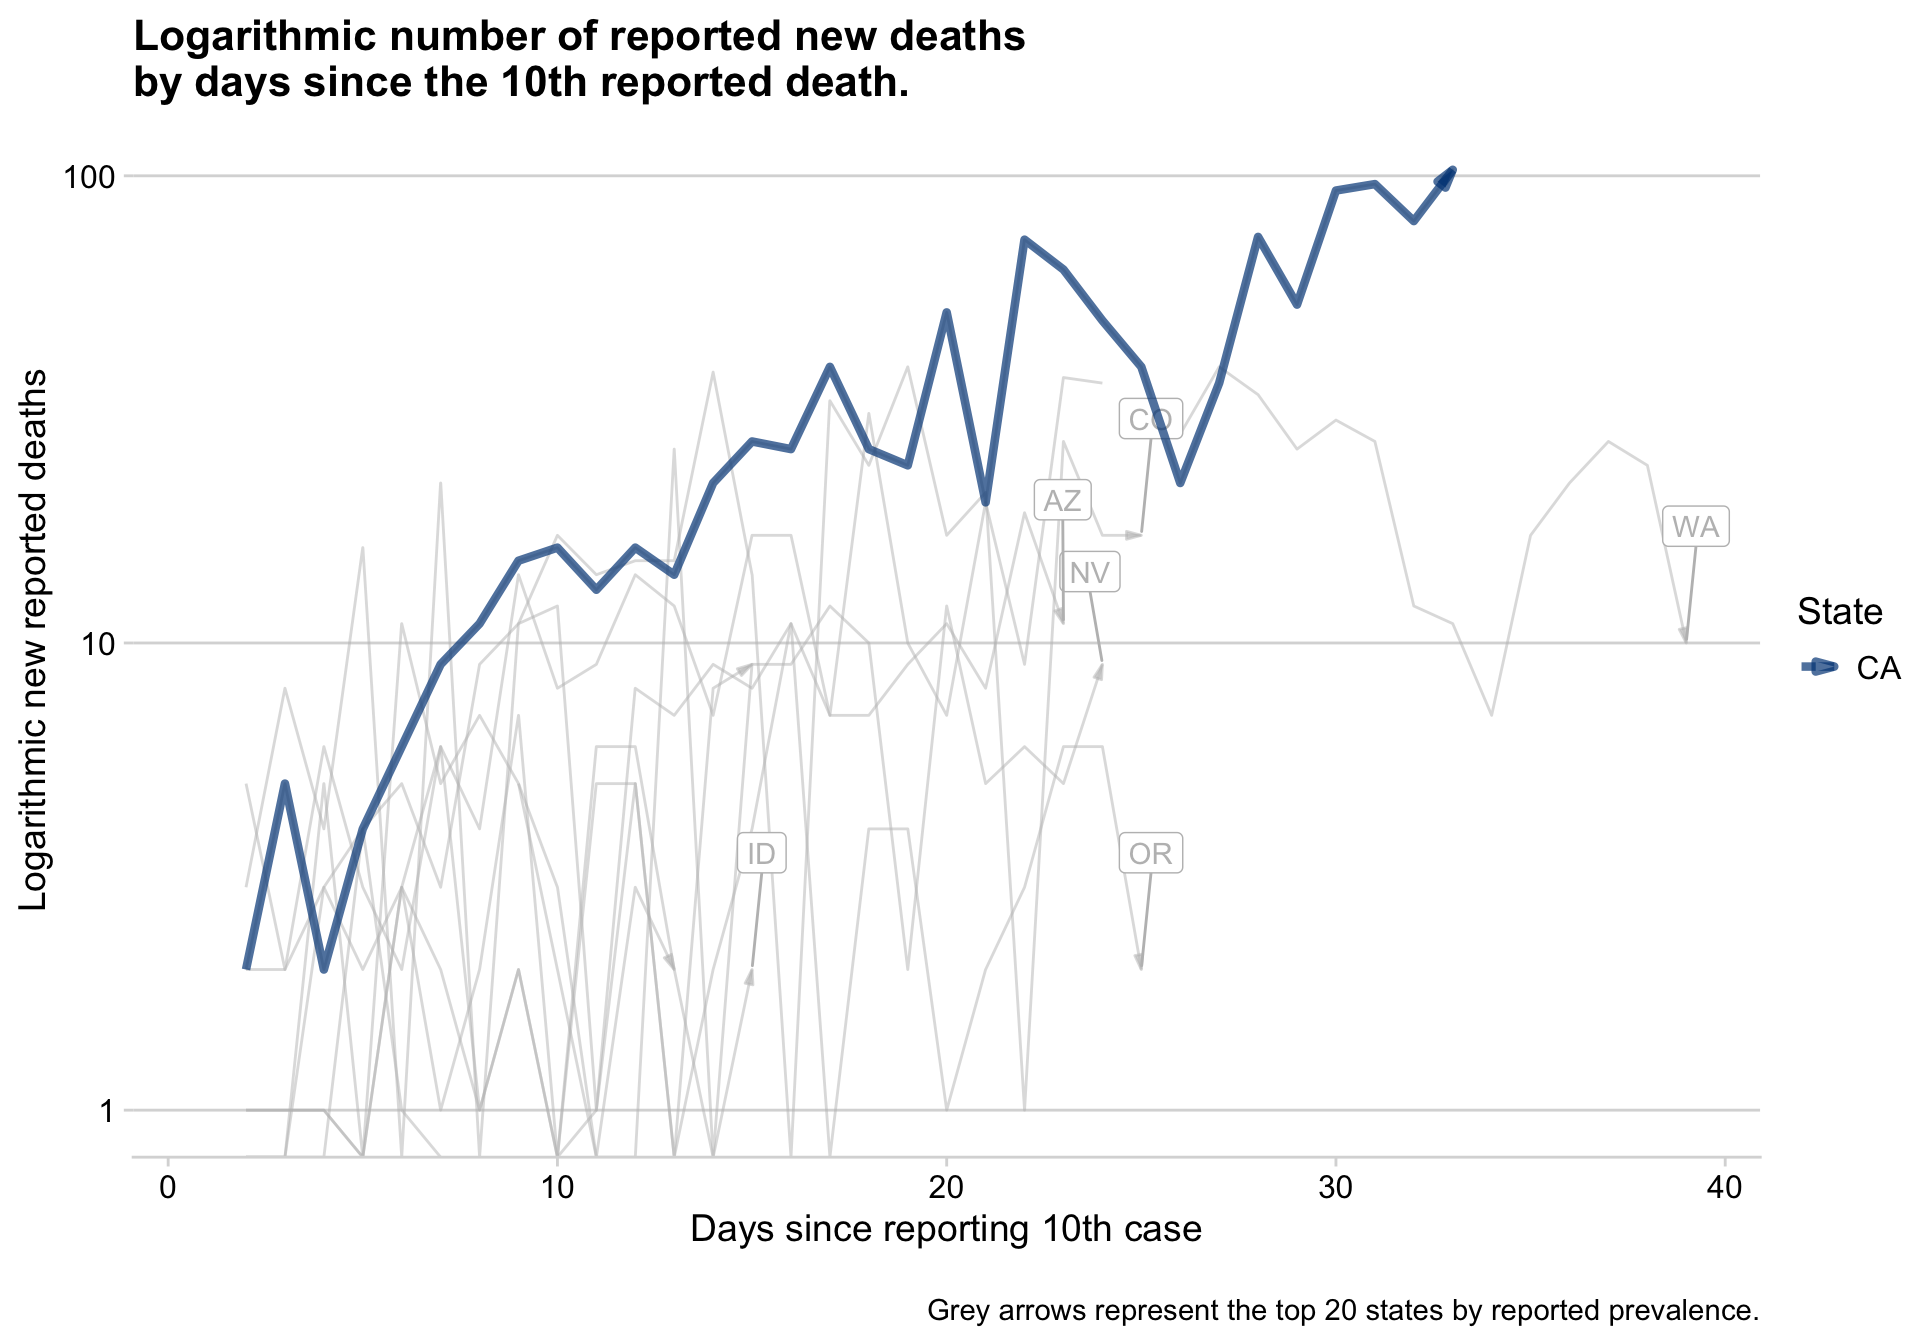 Logarithmic number of reported new deaths
by days since the 10th reported death.
Logarithmic new reported deaths
100
10
1
CO
AZ
NV
WA
ID
OR
State
CA
0 10 20 30 40
Days since reporting 10th case
Grey arrows represent the top 20 states by reported prevalence.